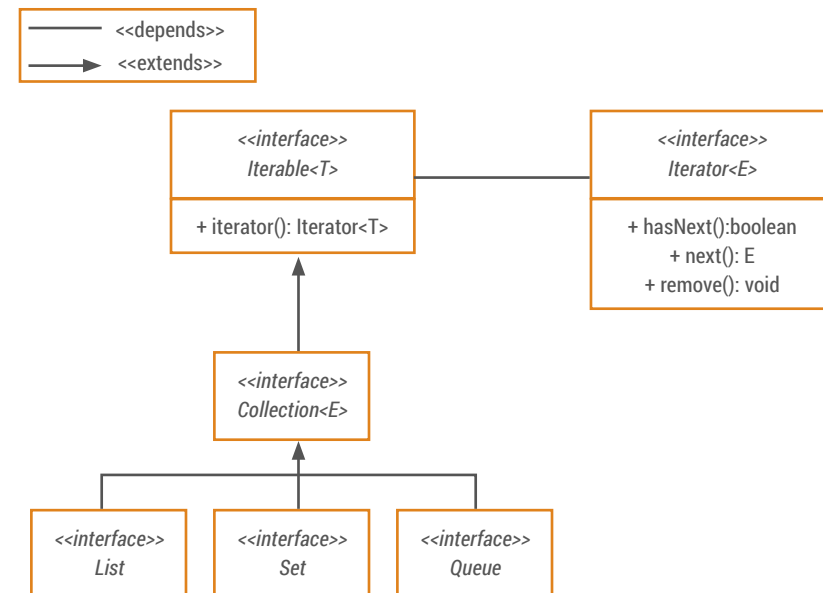 <<depends>>
<<extends>>
<<interface>>
Iterable<T>
+ iterator(): Iterator<T>
<<interface>>
Iterator<E>
+ hasNext():boolean
+ next(): E
+ remove(): void
<<interface>>
Collection<E>
<<interface>>
List
<<interface>>
Set
<<interface>>
Queue